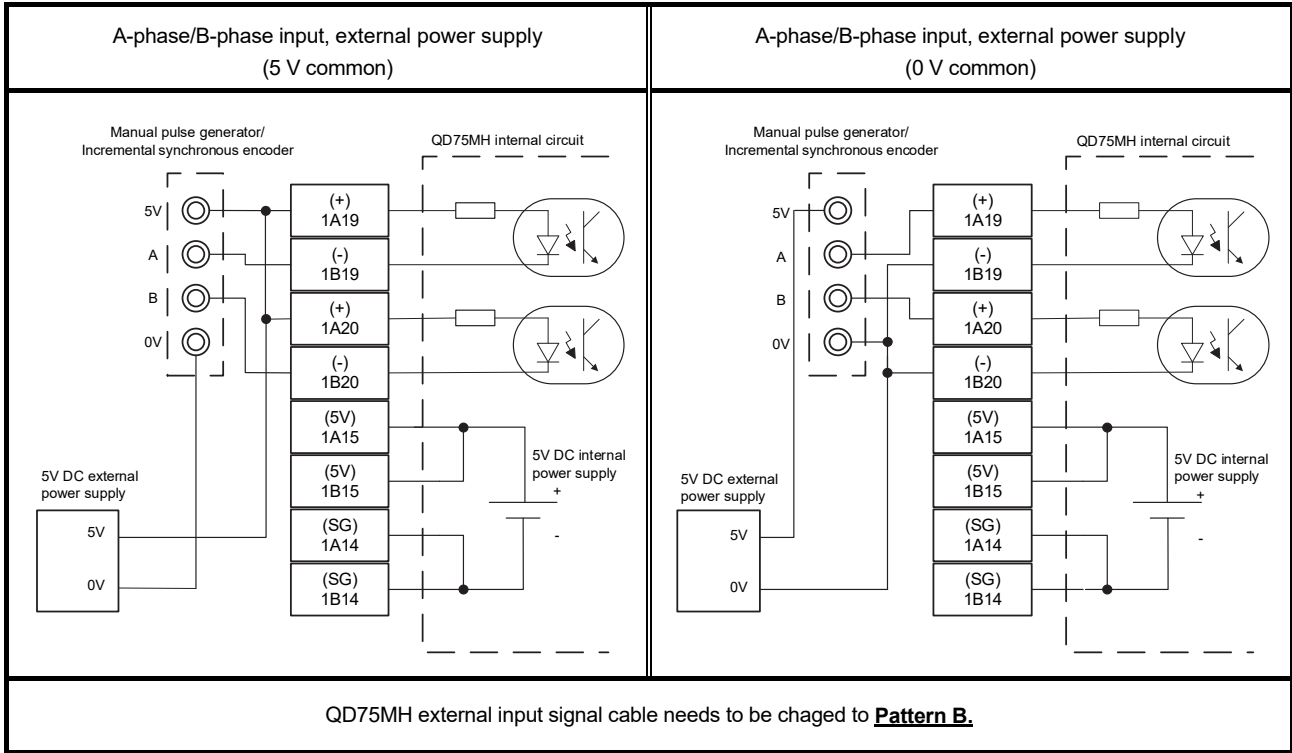 A-phase/B-phase input, external power supply
(5 V common)
A-phase/B-phase input, external power supply
(0 V common)
Manual pulse generator/
Incremental synchronous encoder
QD75MH internal circuit
5V
A
B
0V
(+)
1A19
(-)
1B19
(+)
1A20
(-)
1B20
(5V)
1A15
(5V)
1B15
(SG)
1A14
(SG)
1B14
5V DC internal
power supply
+
-
5V DC external
power supply
5V
0V
Manual pulse generator/
Incremental synchronous encoder
QD75MH internal circuit
5V
A
B
0V
(+)
1A19
(-)
1B19
(+)
1A20
(-)
1B20
(5V)
1A15
(5V)
1B15
(SG)
1A14
(SG)
1B14
5V DC internal
power supply
+
-
5V DC external
power supply
5V
0V
QD75MH external input signal cable needs to be chaged to Pattern B.